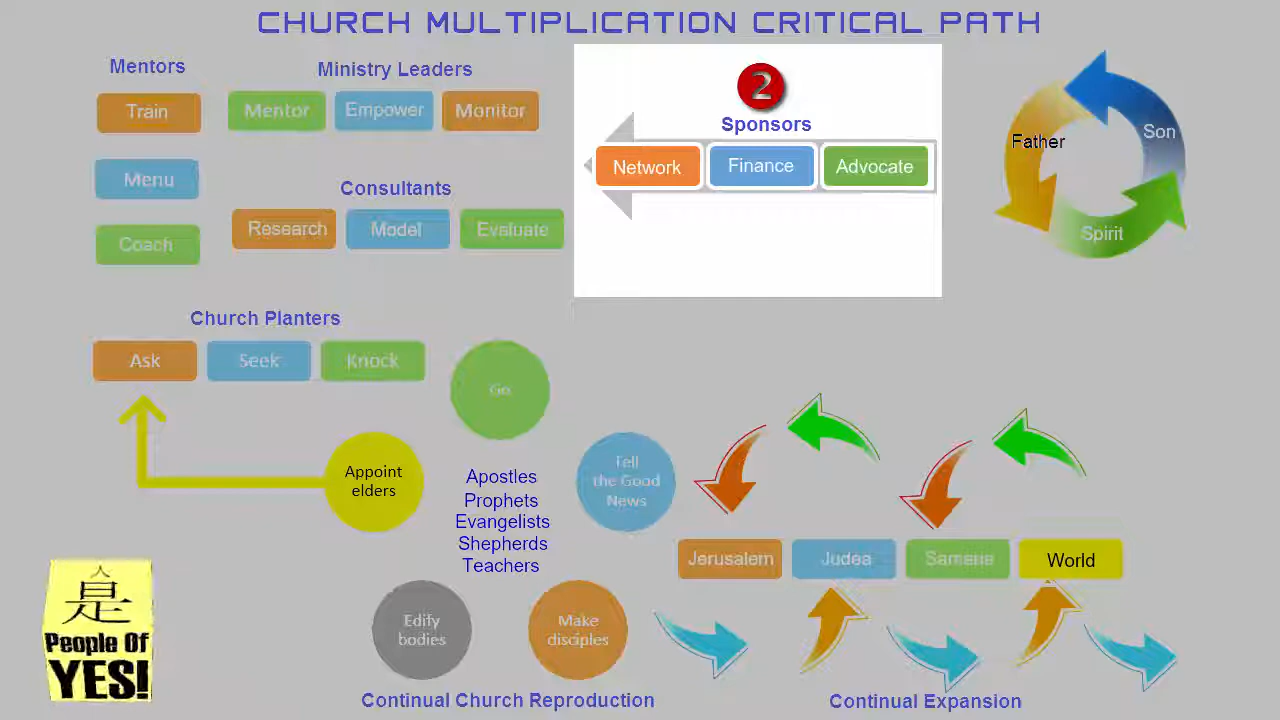 CHURCH MULTIPLICATION CRITICAL PATH
Mentors
Train
Menu
Coach
Ministry Leaders
Mentor
Empower
Monitor
Consultants
Research
Model
Evaluate
2
Sponsors
Network
Finance
Advocate
Father
Son
Spirit
Church Planters
Ask
Seek
Knock
Go
Tell
the Good
News
Make
disciples
Edify
bodies
Appoint
elders
Apostles
Prophets
Evangelists
Shepherds
Teachers
Continual Church Reproduction
Jerusalem
Judea
Samaria
World
Continual Expansion
人
是
People Of
YES!